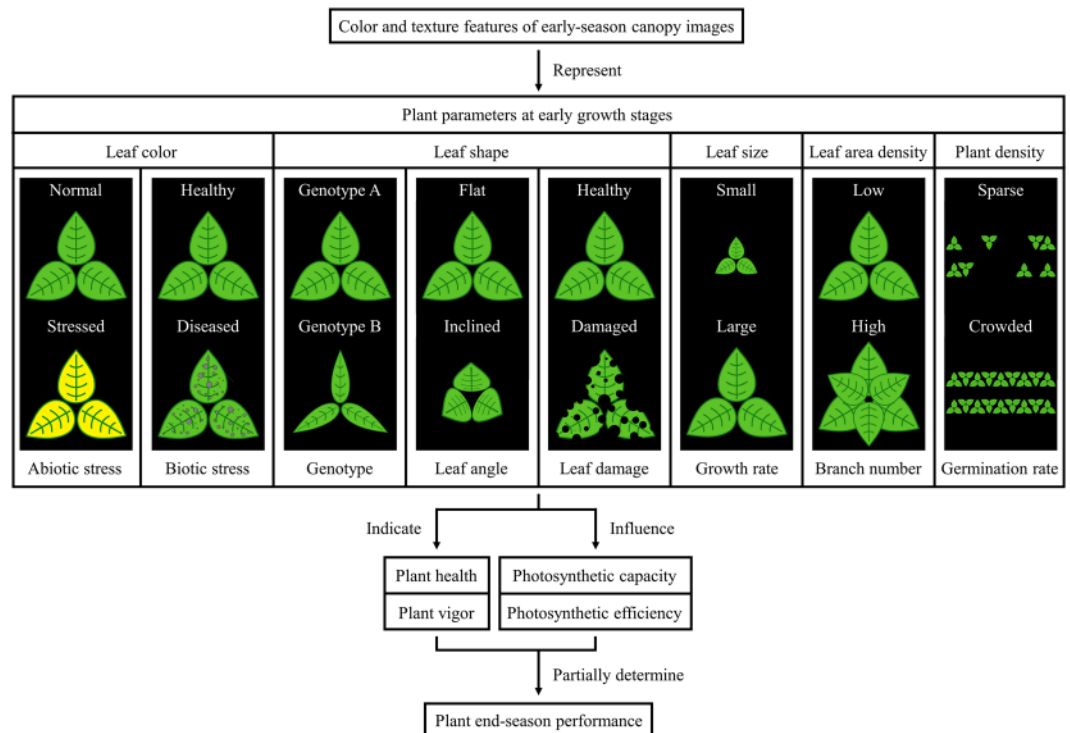 Color and texture features of early-season canopy images
Represent
Plant parameters at early growth stages
Leaf color
Leaf shape
Leaf size
Leaf area density
Plant density
Normal
Healthy
Genotype A
Flat
Healthy
Small
Low
Sparse
Stressed
Diseased
Genotype B
Inclined
Damaged
Large
High
Crowded
Abiotic stress
Biotic stress
Genotype
Leaf angle
Leaf damage
Growth rate
Branch number
Germination rate
Indicate
Influence
Plant health
Photosynthetic capacity
Plant vigor
Photosynthetic efficiency
Partially determine
Plant end-season performance